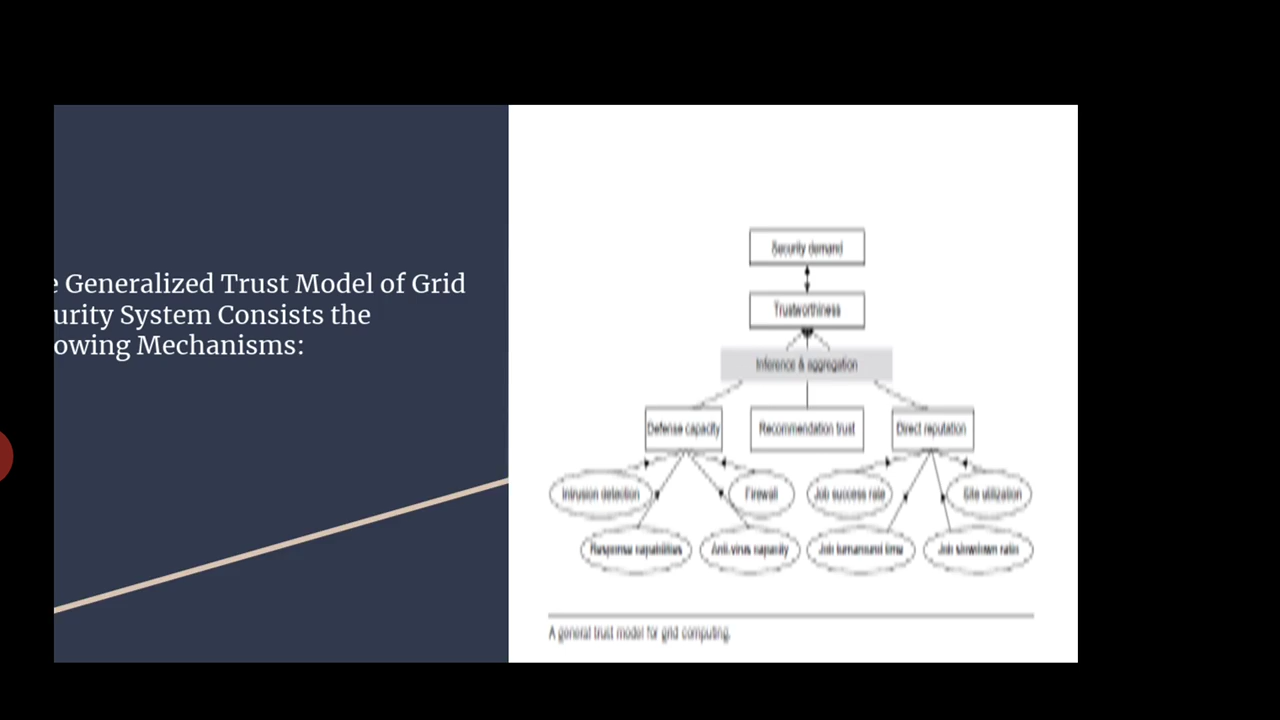 e Generalized Trust Model of Grid
urity System Consists the
owing Mechanisms:
Security demand
Trustworthiness
Inference & aggregation
Defense capacity
Recommendation trust
Direct reputation
Intrusion detection
Firewall
Job success rate
Site utilization
Response capabilities
Anti-virus capacity
Job turnaround time
Job slowdown ratio
A general trust model for grid computing.